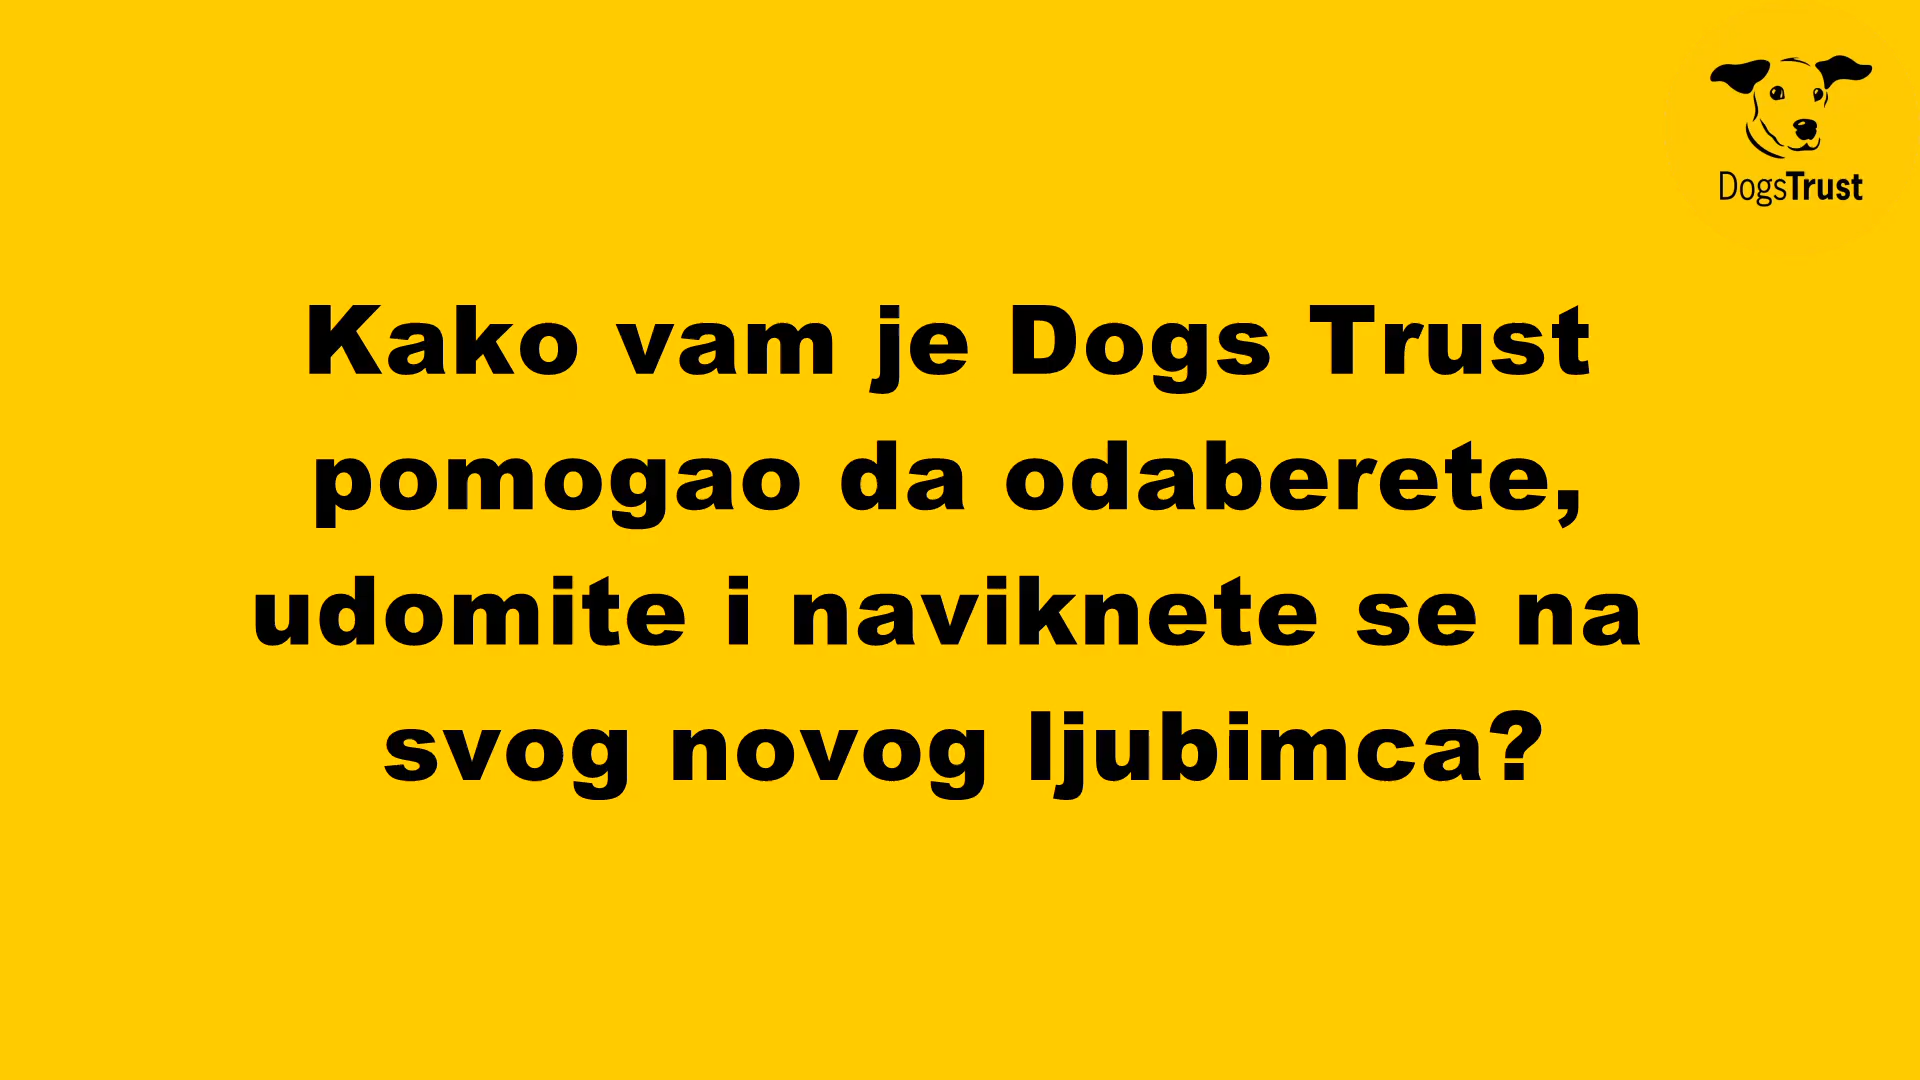 DogsTrust
Kako vam je Dogs Trust
pomogao da odaberete,
udomite i naviknete se na
svog novog ljubimca?